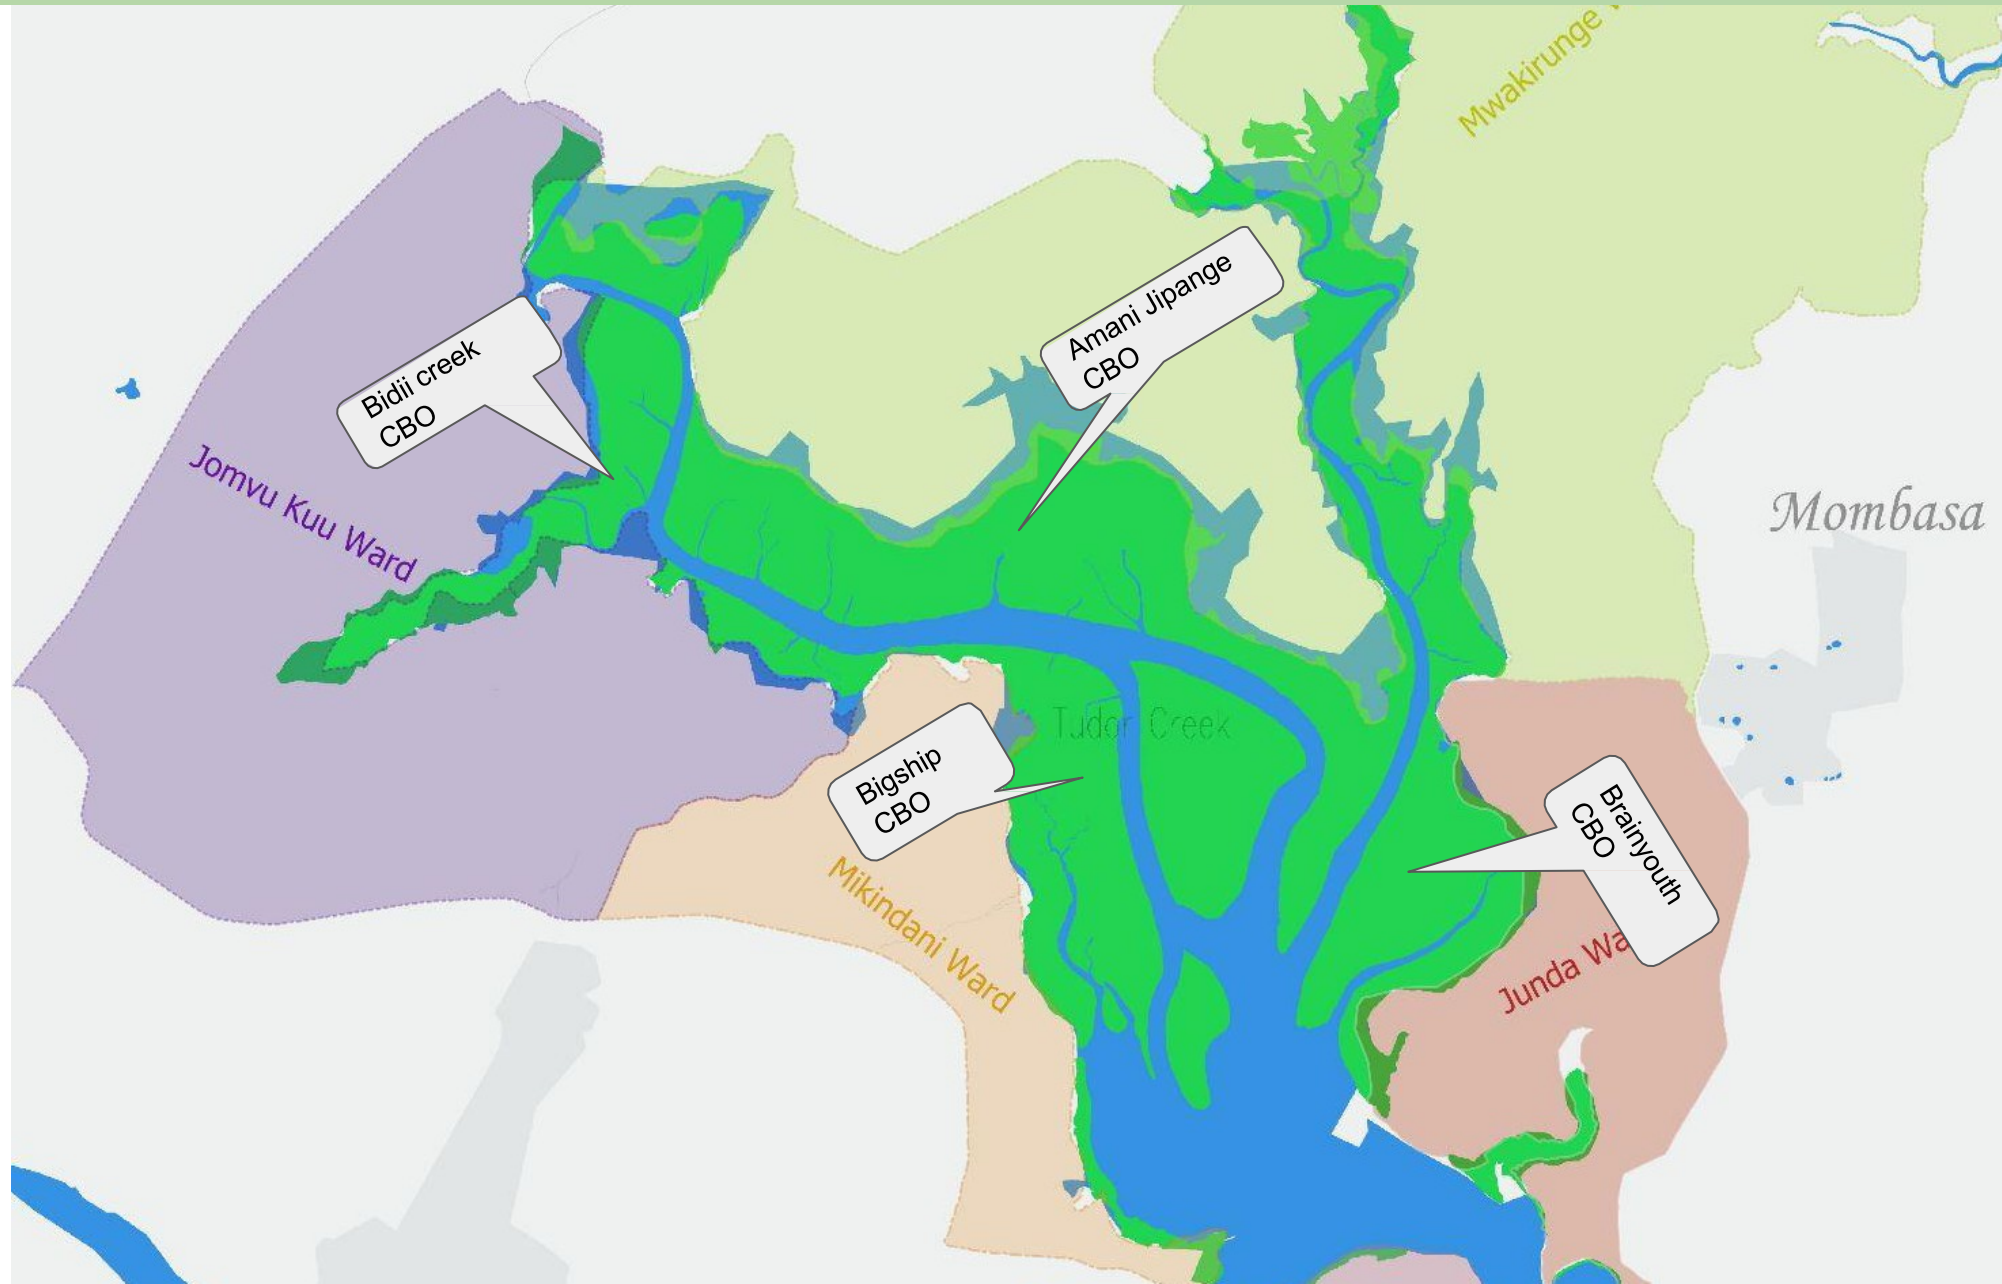 Mwakirunge
Amani Jipange
CBO
Bidii creek
CBO
Jomvu Kuu Ward
Mombasa
Tudor Creek
Bigship
CBO
Brainyouth
CBO
Mikindani Ward
Junda Wa